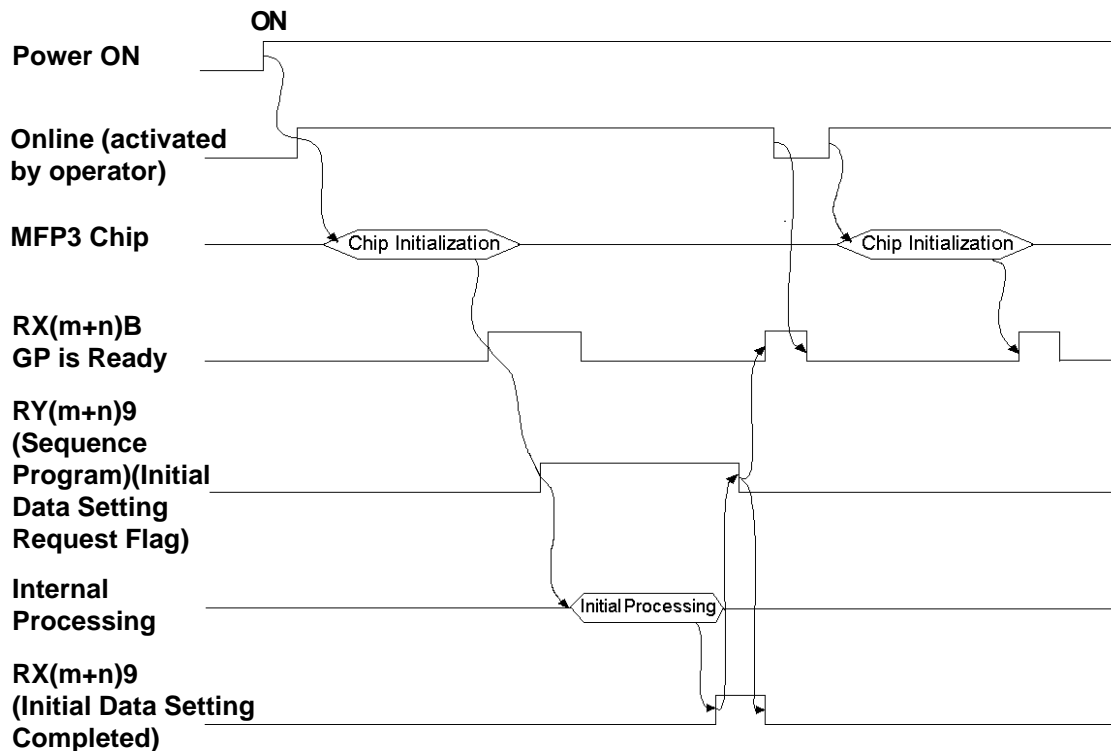 ON
Power ON
Online (activated
by operator)
MFP3 Chip
Chip Initialization
Chip Initialization
RX(m+n)B
GP is Ready
RY(m+n)9
(Sequence
Program)(Initial
Data Setting
Request Flag)
Internal
Processing
Initial Processing
RX(m+n)9
(Initial Data Setting
Completed)